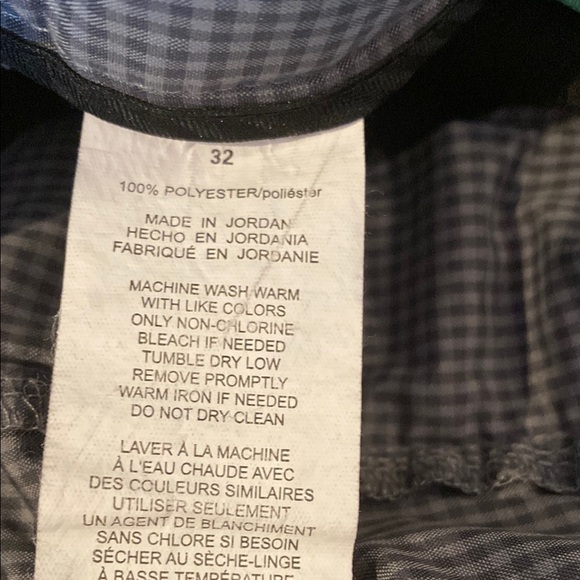 32
100% POLYESTER/poliéster
MADE IN JORDAN
HECHO EN JORDANIA
FABRIQUÉ EN JORDANIE
MACHINE WASH WARM
WITH LIKE COLORS
ONLY NON-CHLORINE
BLEACH IF NEEDED
TUMBLE DRY LOW
REMOVE PROMPTLY
WARM IRON IF NEEDED
DO NOT DRY CLEAN
LAVER À LA MACHINE
À L'EAU CHAUDE AVEC
DES COULEURS SIMILAIRES
UTILISER SEULEMENT
UN AGENT DE BLANCHIMENT
SANS CHLORE SI BESOIN
SÉCHER AU SÈCHE-LINGE
À BASSE TEMPÉRATURE